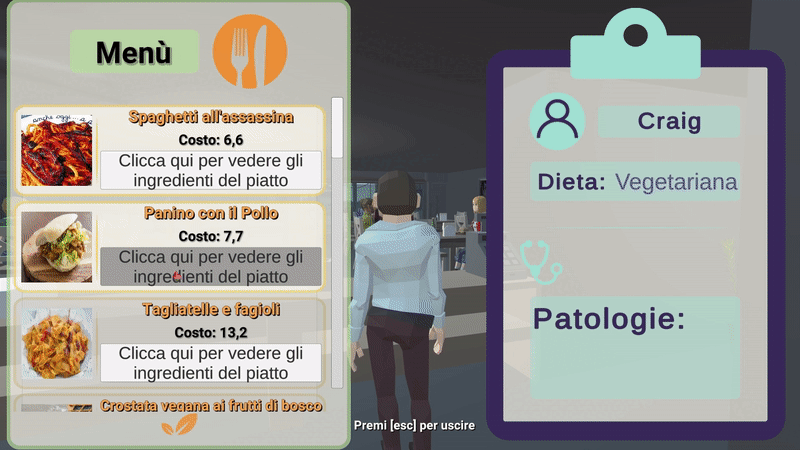 Menù
anche oggi...
Spaghetti all'assassina
Costo: 6,6
Clicca qui per vedere gli
ingredienti del piatto
Panino con il Pollo
Costo: 7,7
Clicca qui per vedere gli
ingredienti del piatto
Tagliatelle e fagioli
Costo: 13,2
Clicca qui per vedere gli
ingredienti del piatto
Crostata vegana ai frutti di bosco
Craig
Dieta: Vegetariana
Patologie:
Premi [esc] per uscire